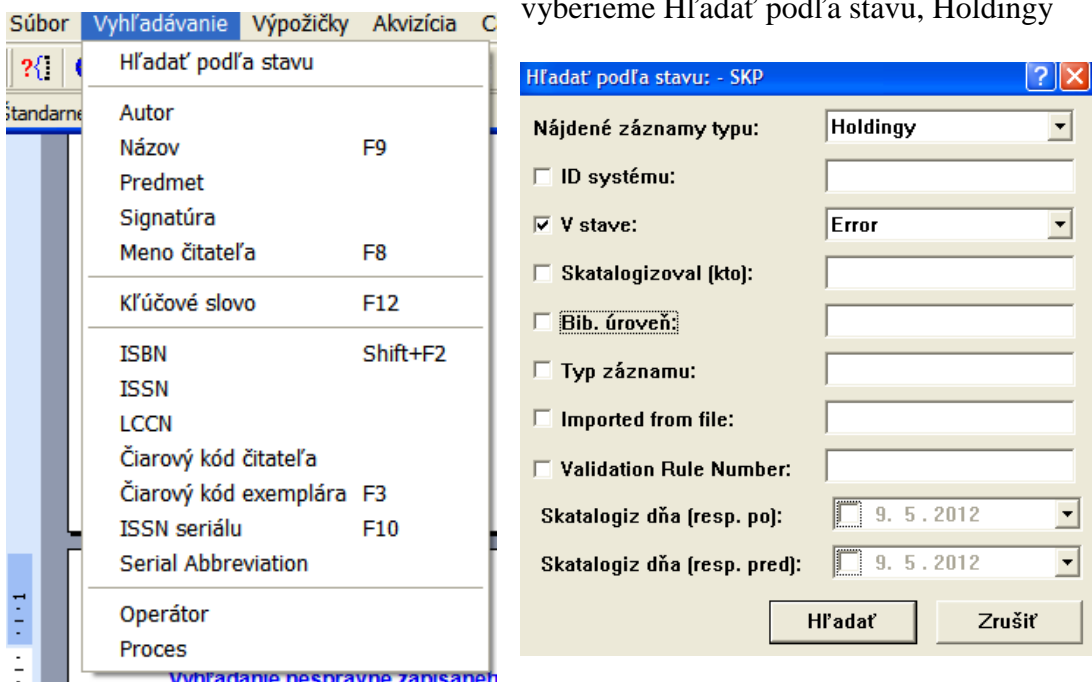 vyberieme Hľadať podľa stavu, Holdingy
Súbor Vyhľadávanie Výpožičky Akvizícia C
?{
Hľadať podľa stavu
Autor
Názov F9
Predmet
Signatúra
Meno čitateľa F8
Kľúčové slovo F12
ISBN Shift+F2
ISSN
LCCN
Čiarový kód čitateľa
Čiarový kód exemplára F3
ISSN seriálu F10
Serial Abbreviation
Operátor
Proces
Vyhľadanie nesprávne zapísaných
1
Hľadať podľa stavu: - SKP
Nájdené záznamy typu: Holdingy
ID systému:
V stave: Error
Skatalogizoval (kto):
Bib. úroveň:
Typ záznamu:
Imported from file:
Validation Rule Number:
Skatalogiz dňa (resp. po): 9. 5 . 2012
Skatalogiz dňa (resp. pred): 9. 5 . 2012
Hľadať Zrušiť